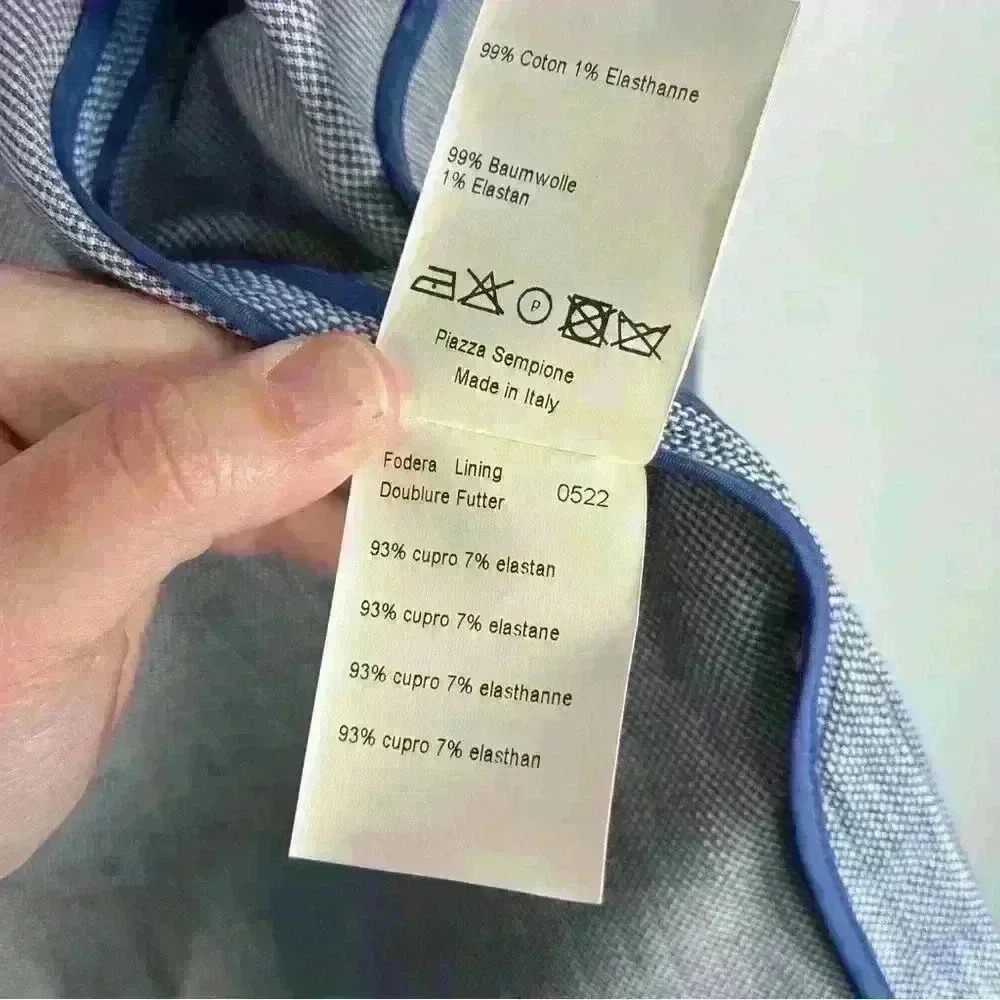 99% Coton 1% Elasthanne
99% Baumwolle
1% Elastan
P
Piazza Sempione
Made in Italy
Fodera Lining
Doublure Futter 0522
93% cupro 7% elastan
93% cupro 7% elastane
93% cupro 7% elasthanne
93% cupro 7% elasthan